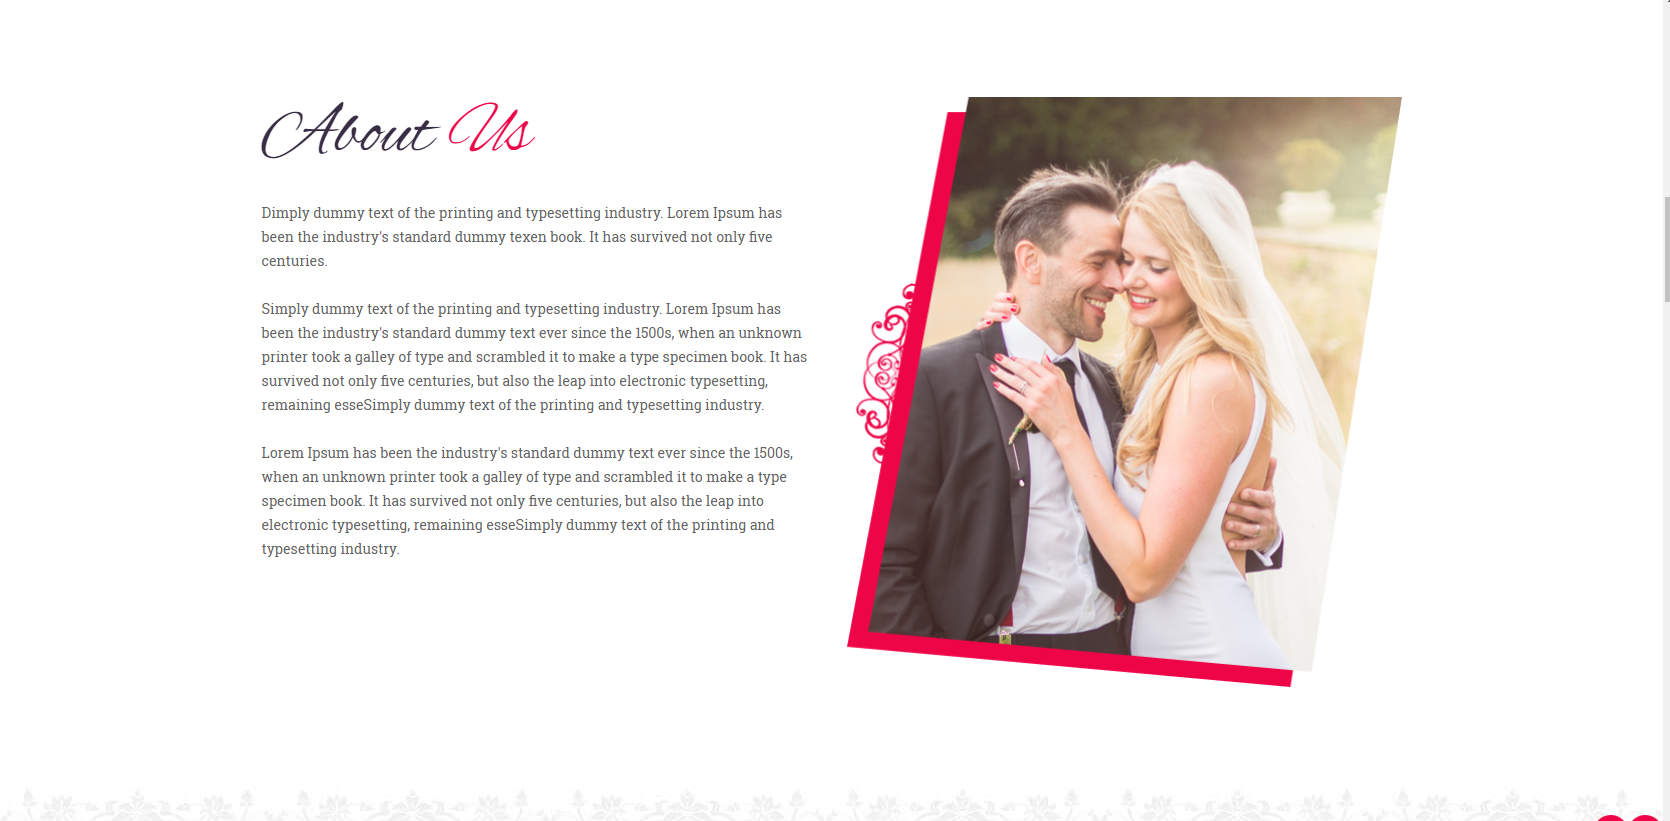 About Us
Dimply dummy text of the printing and typesetting industry. Lorem Ipsum has
been the industry's standard dummy texen book. It has survived not only five
centuries.
Simply dummy text of the printing and typesetting industry. Lorem Ipsum has
been the industry's standard dummy text ever since the 1500s, when an unknown
printer took a galley of type and scrambled it to make a type specimen book. It has
survived not only five centuries, but also the leap into electronic typesetting,
remaining esseSimply dummy text of the printing and typesetting industry.
Lorem Ipsum has been the industry's standard dummy text ever since the 1500s,
when an unknown printer took a galley of type and scrambled it to make a type
specimen book. It has survived not only five centuries, but also the leap into
electronic typesetting, remaining esseSimply dummy text of the printing and
typesetting industry.